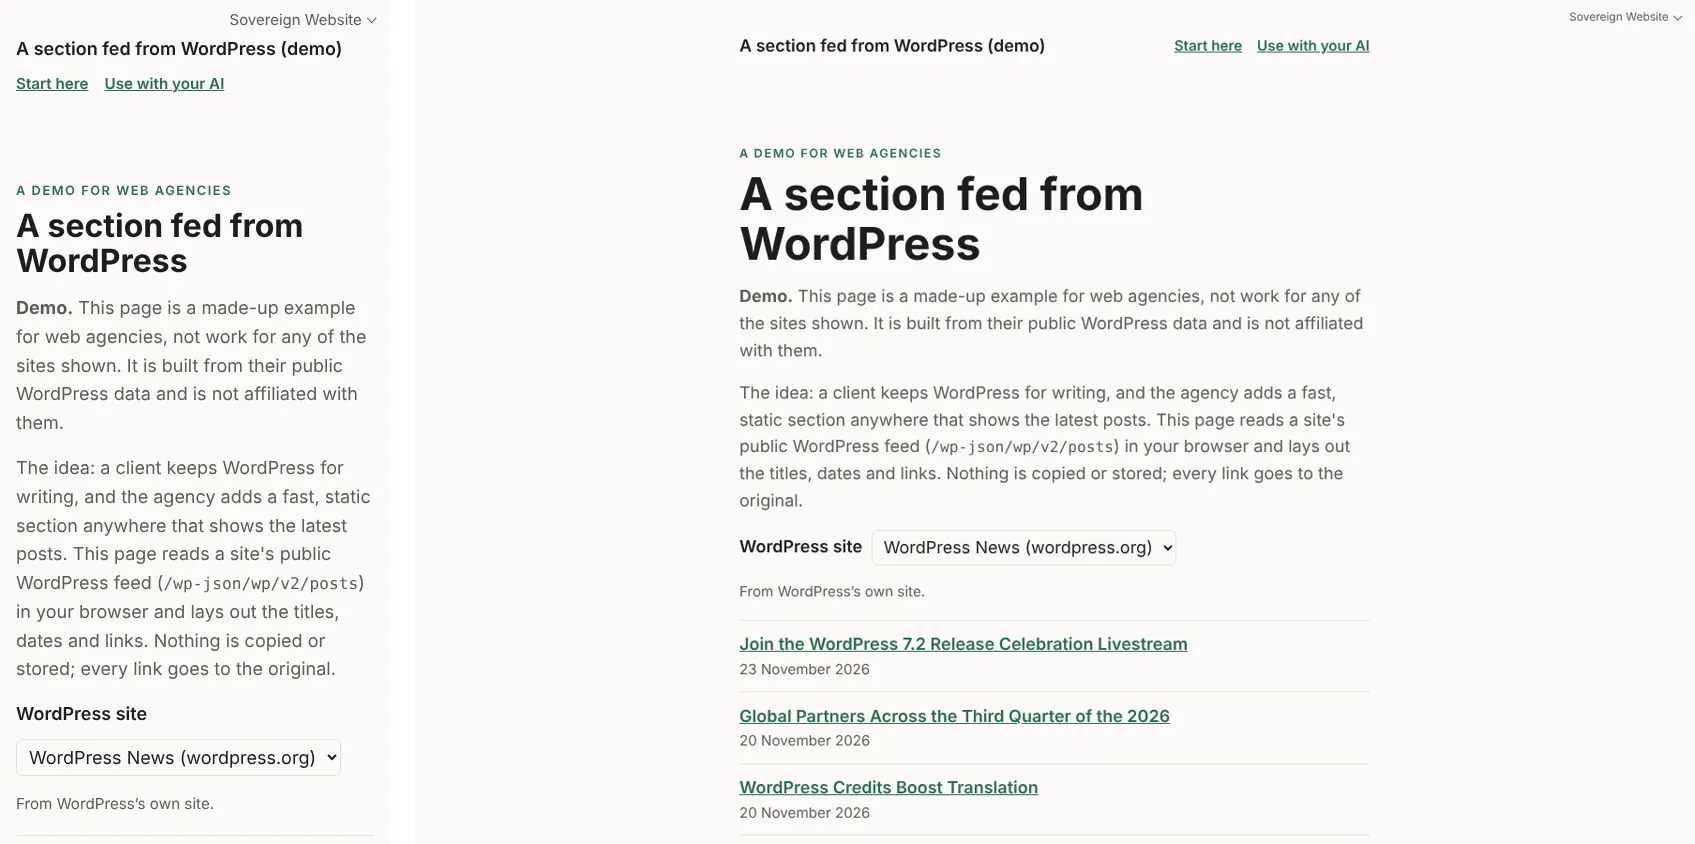 Sovereign Website
A section fed from WordPress (demo)
Start here Use with your AI
A DEMO FOR WEB AGENCIES
A section fed from
WordPress
Demo. This page is a made-up example
for web agencies, not work for any of the
sites shown. It is built from their public
WordPress data and is not affiliated with
them.
The idea: a client keeps WordPress for
writing, and the agency adds a fast, static
section anywhere that shows the latest
posts. This page reads a site's public
WordPress feed (/wp-json/wp/v2/posts)
in your browser and lays out the titles,
dates and links. Nothing is copied or
stored; every link goes to the original.
WordPress site
WordPress News (wordpress.org)
From WordPress’s own site.
Sovereign Website
A section fed from WordPress (demo)
Start here Use with your AI
A DEMO FOR WEB AGENCIES
A section fed from
WordPress
Demo. This page is a made-up example for web agencies, not work for any of
the sites shown. It is built from their public WordPress data and is not affiliated
with them.
The idea: a client keeps WordPress for writing, and the agency adds a fast,
static section anywhere that shows the latest posts. This page reads a site's
public WordPress feed (/wp-json/wp/v2/posts) in your browser and lays out
the titles, dates and links. Nothing is copied or stored; every link goes to the
original.
WordPress site WordPress News (wordpress.org)
From WordPress’s own site.
Join the WordPress 7.2 Release Celebration Livestream
23 November 2026
Global Partners Across the Third Quarter of the 2026
20 November 2026
WordPress Credits Boost Translation
20 November 2026